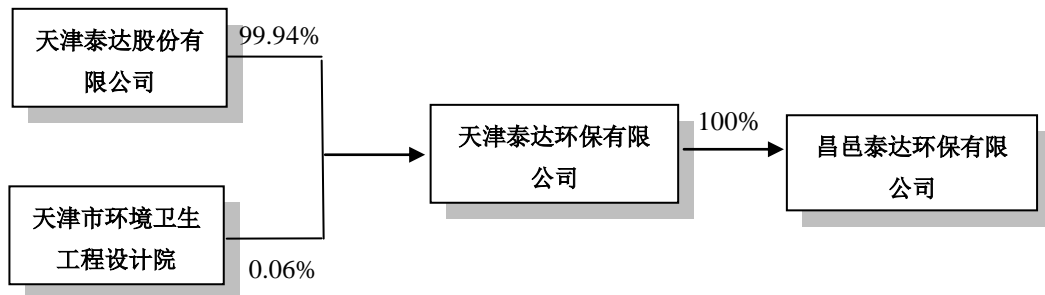 天津泰达股份有
限公司
99.94%
天津市环境卫生
工程设计院
0.06%
天津泰达环保有限
公司
100%
昌邑泰达环保有限
公司